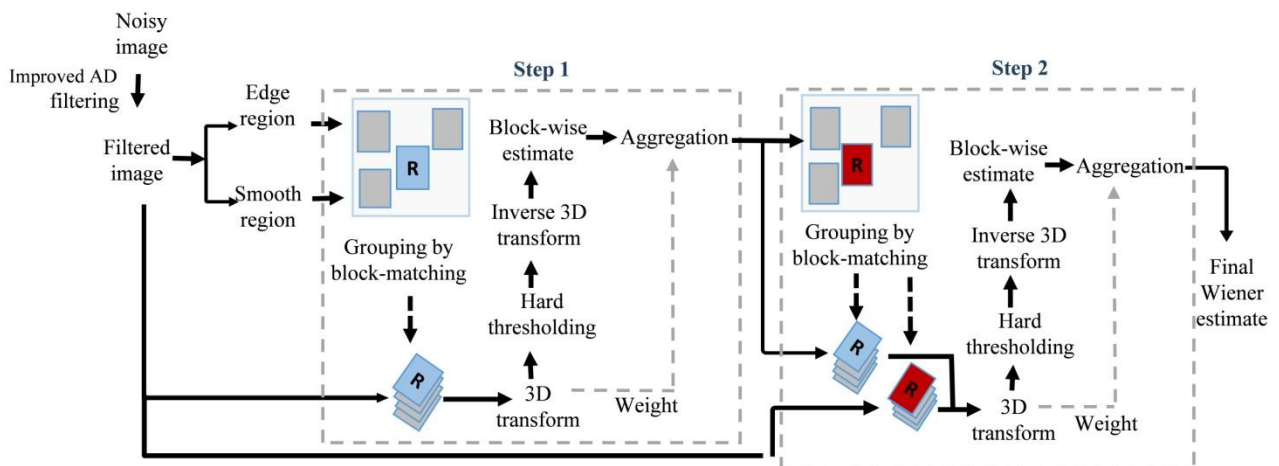 Noisy
image
Improved AD
filtering
Filtered
image
Edge
region
Smooth
region
Step 1
R
Grouping by
block-matching
R
3D
transform
Hard
thresholding
Inverse 3D
transform
Block-wise
estimate
Aggregation
Weight
Step 2
R
Grouping by
block-matching
R
R
3D
transform
Hard
thresholding
Inverse 3D
transform
Block-wise
estimate
Aggregation
Weight
Final
Wiener
estimate